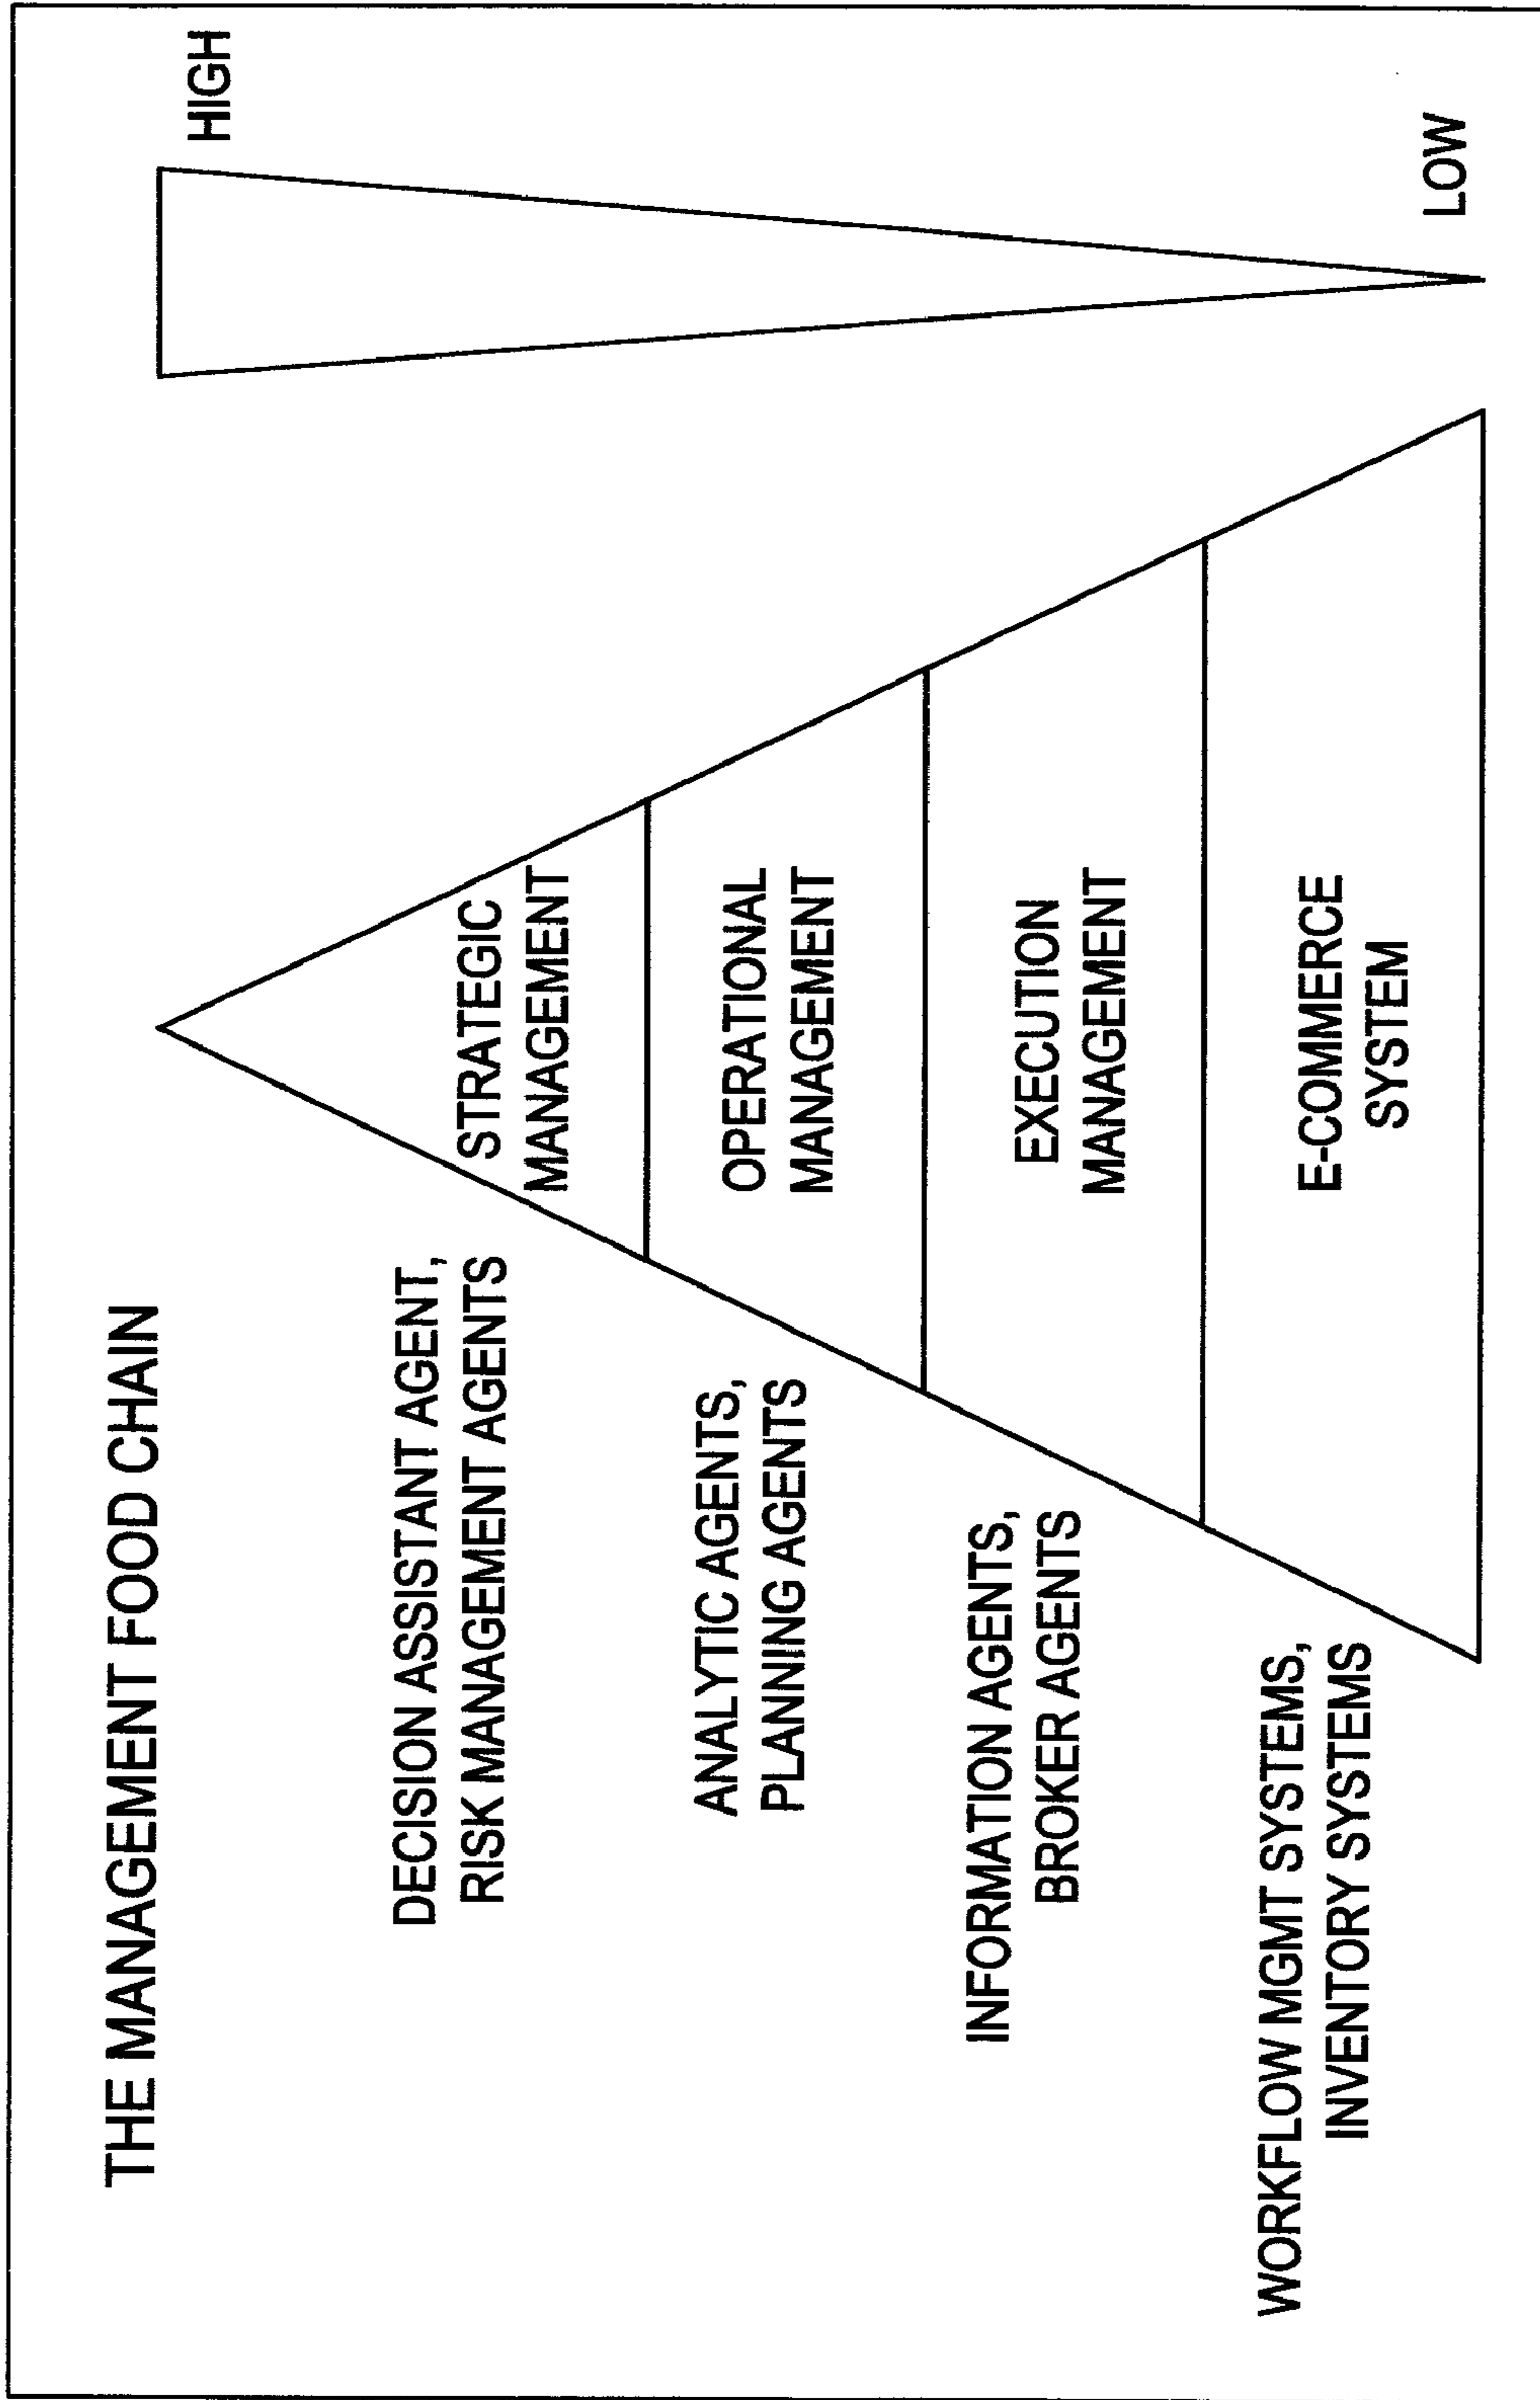 THE MANAGEMENT FOOD CHAIN
HIGH
DECISION ASSISTANT AGENT,
RISK MANAGEMENT AGENTS
STRATEGIC
MANAGEMENT
ANALYTIC AGENTS,
PLANNING AGENTS
OPERATIONAL
MANAGEMENT
INFORMATION AGENTS,
BROKER AGENTS
EXECUTION
MANAGEMENT
WORKFLOW MGMT SYSTEMS,
INVENTORY SYSTEMS
E-COMMERCE
SYSTEM
LOW